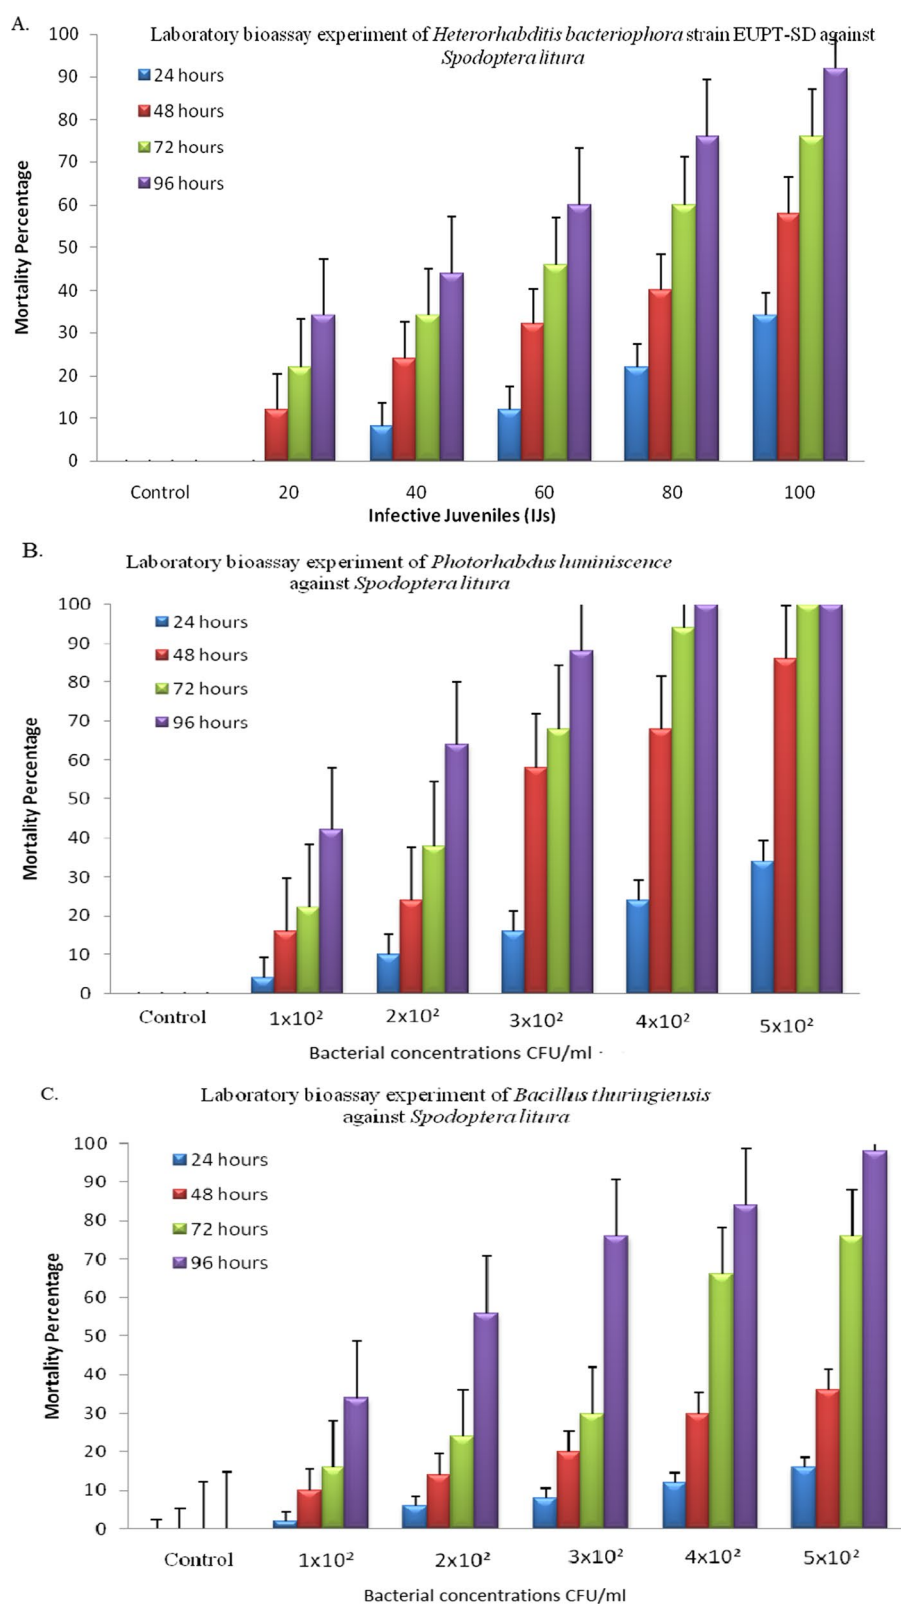 A.
Laboratory bioassay experiment of Heterorhabditis bacteriophora strain EUPT-SD against
Spodoptera litura
24 hours
48 hours
72 hours
96 hours
Mortality Percentage
100
90
80
70
60
50
40
30
20
10
0
Control 20 40 60 80 100
Infective Juveniles (IJs)
B.
Laboratory bioassay experiment of Photorhabdus luminiscence
against Spodoptera litura
24 hours
48 hours
72 hours
96 hours
Mortality Percentage
100
90
80
70
60
50
40
30
20
10
0
Control 1x10² 2x10² 3x10² 4x10² 5x10²
Bacterial concentrations CFU/ml
C.
Laboratory bioassay experiment of Bacillus thuringiensis
against Spodoptera litura
24 hours
48 hours
72 hours
96 hours
Mortality Percentage
100
90
80
70
60
50
40
30
20
10
0
Control 1x10² 2x10² 3x10² 4x10² 5x10²
Bacterial concentrations CFU/ml